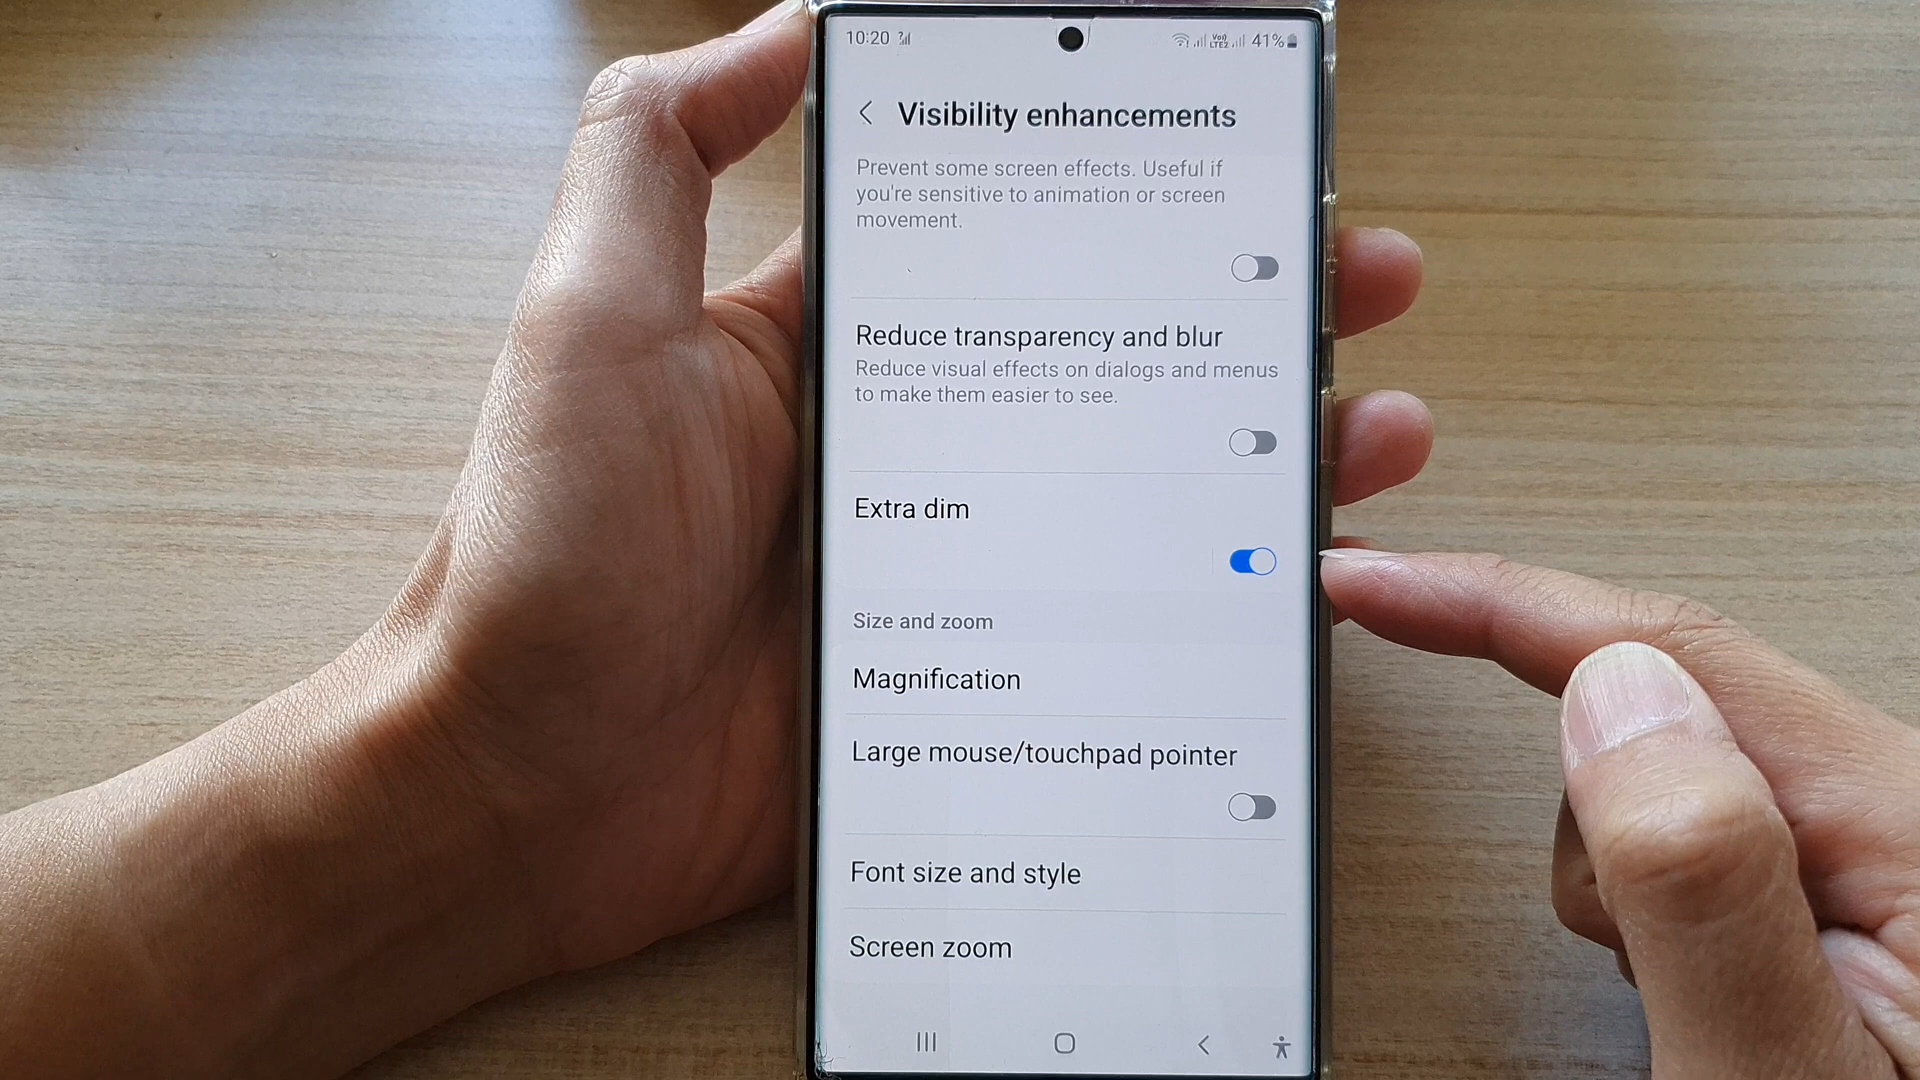 10:20
Vo))
LTE2
41%
Visibility enhancements
Prevent some screen effects. Useful if
you're sensitive to animation or screen
movement.
Reduce transparency and blur
Reduce visual effects on dialogs and menus
to make them easier to see.
Extra dim
Size and zoom
Magnification
Large mouse/touchpad pointer
Font size and style
Screen zoom